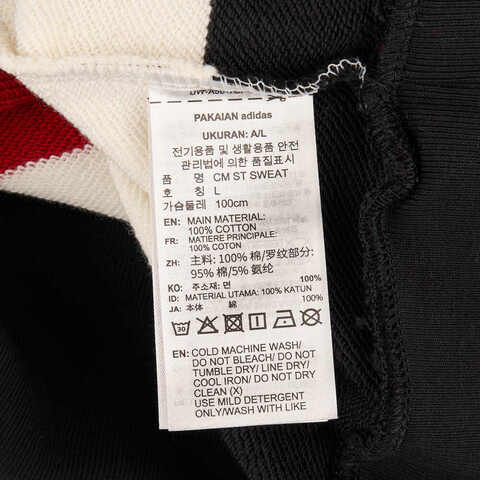 PAKAIAN adidas
UKURAN: A/L
전기용품 및 생활용품 안전
관리법에 의한 품질표시
품 명 CM ST SWEAT
호 칭 L
가슴둘레 100cm
EN: MAIN MATERIAL:
100% COTTON
FR: MATIERE PRINCIPALE:
100% COTON
ZH: 主料: 100% 棉/罗纹部分:
95% 棉/5% 氨纶
KO: 주소재: 면 100%
ID: MATERIAL UTAMA: 100% KATUN
JA: 本体 綿 100%
30
EN: COLD MACHINE WASH/
DO NOT BLEACH/DO NOT
TUMBLE DRY/ LINE DRY/
COOL IRON/ DO NOT
CLEAN (X)
USE MILD DETERGENT
ONLY/WASH WITH LIKE